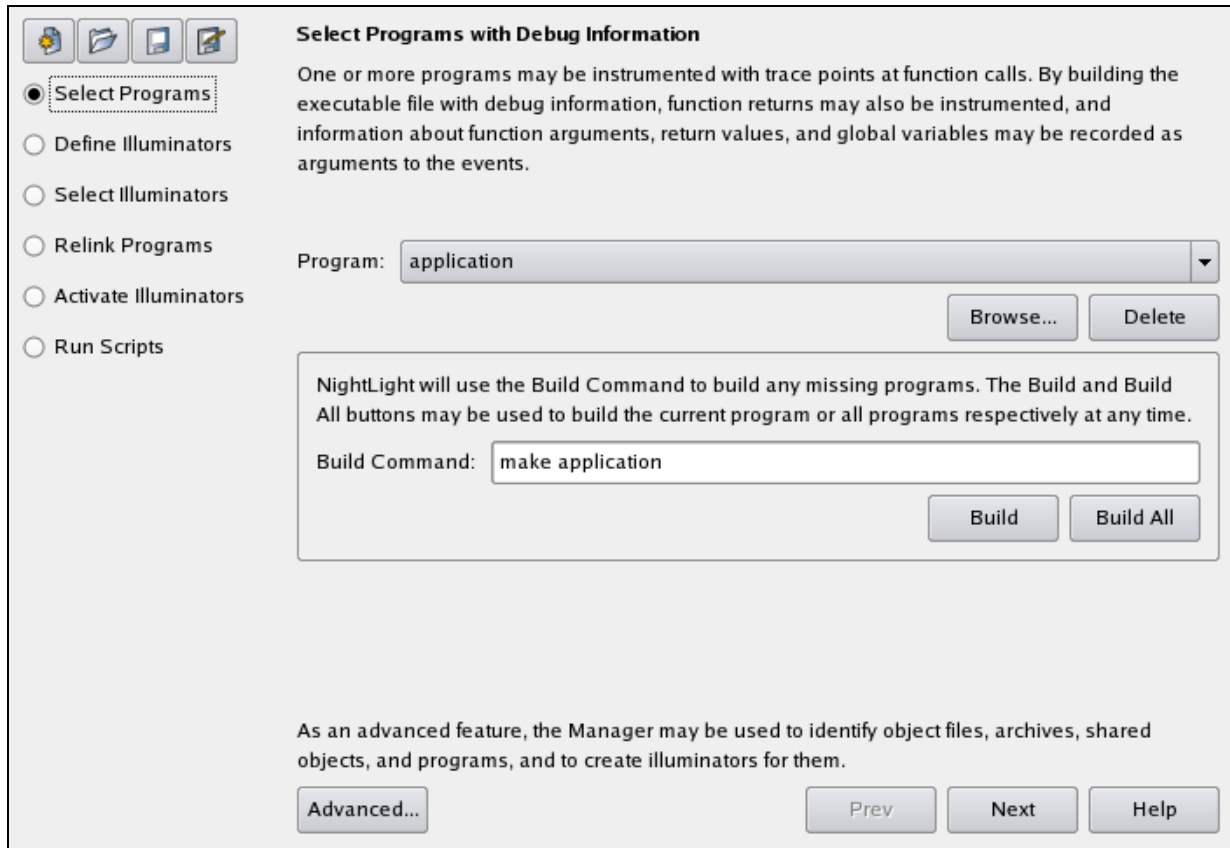 Select Programs
Define Illuminators
Select Illuminators
Relink Programs
Activate Illuminators
Run Scripts
Select Programs with Debug Information
One or more programs may be instrumented with trace points at function calls. By building the
executable file with debug information, function returns may also be instrumented, and
information about function arguments, return values, and global variables may be recorded as
arguments to the events.
Program: application
Browse... Delete
NightLight will use the Build Command to build any missing programs. The Build and Build
All buttons may be used to build the current program or all programs respectively at any time.
Build Command: make application
Build Build All
As an advanced feature, the Manager may be used to identify object files, archives, shared
objects, and programs, and to create illuminators for them.
Advanced... Prev Next Help